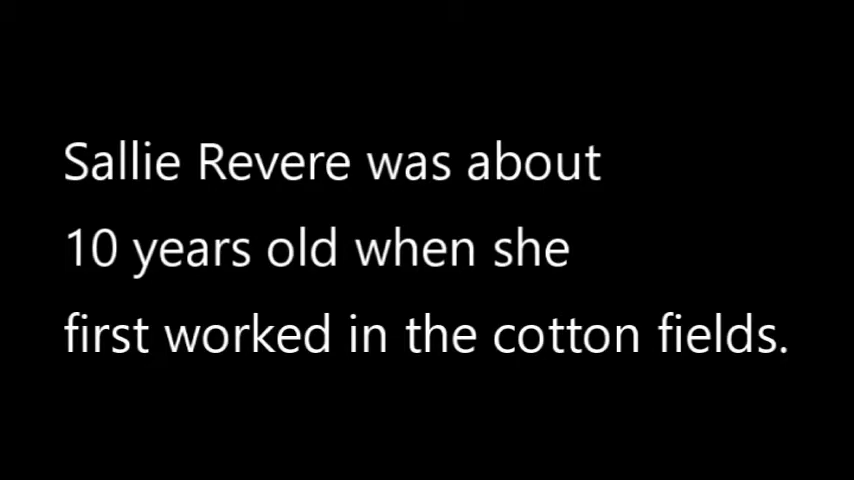 Sallie Revere was about
10 years old when she
first worked in the cotton fields.